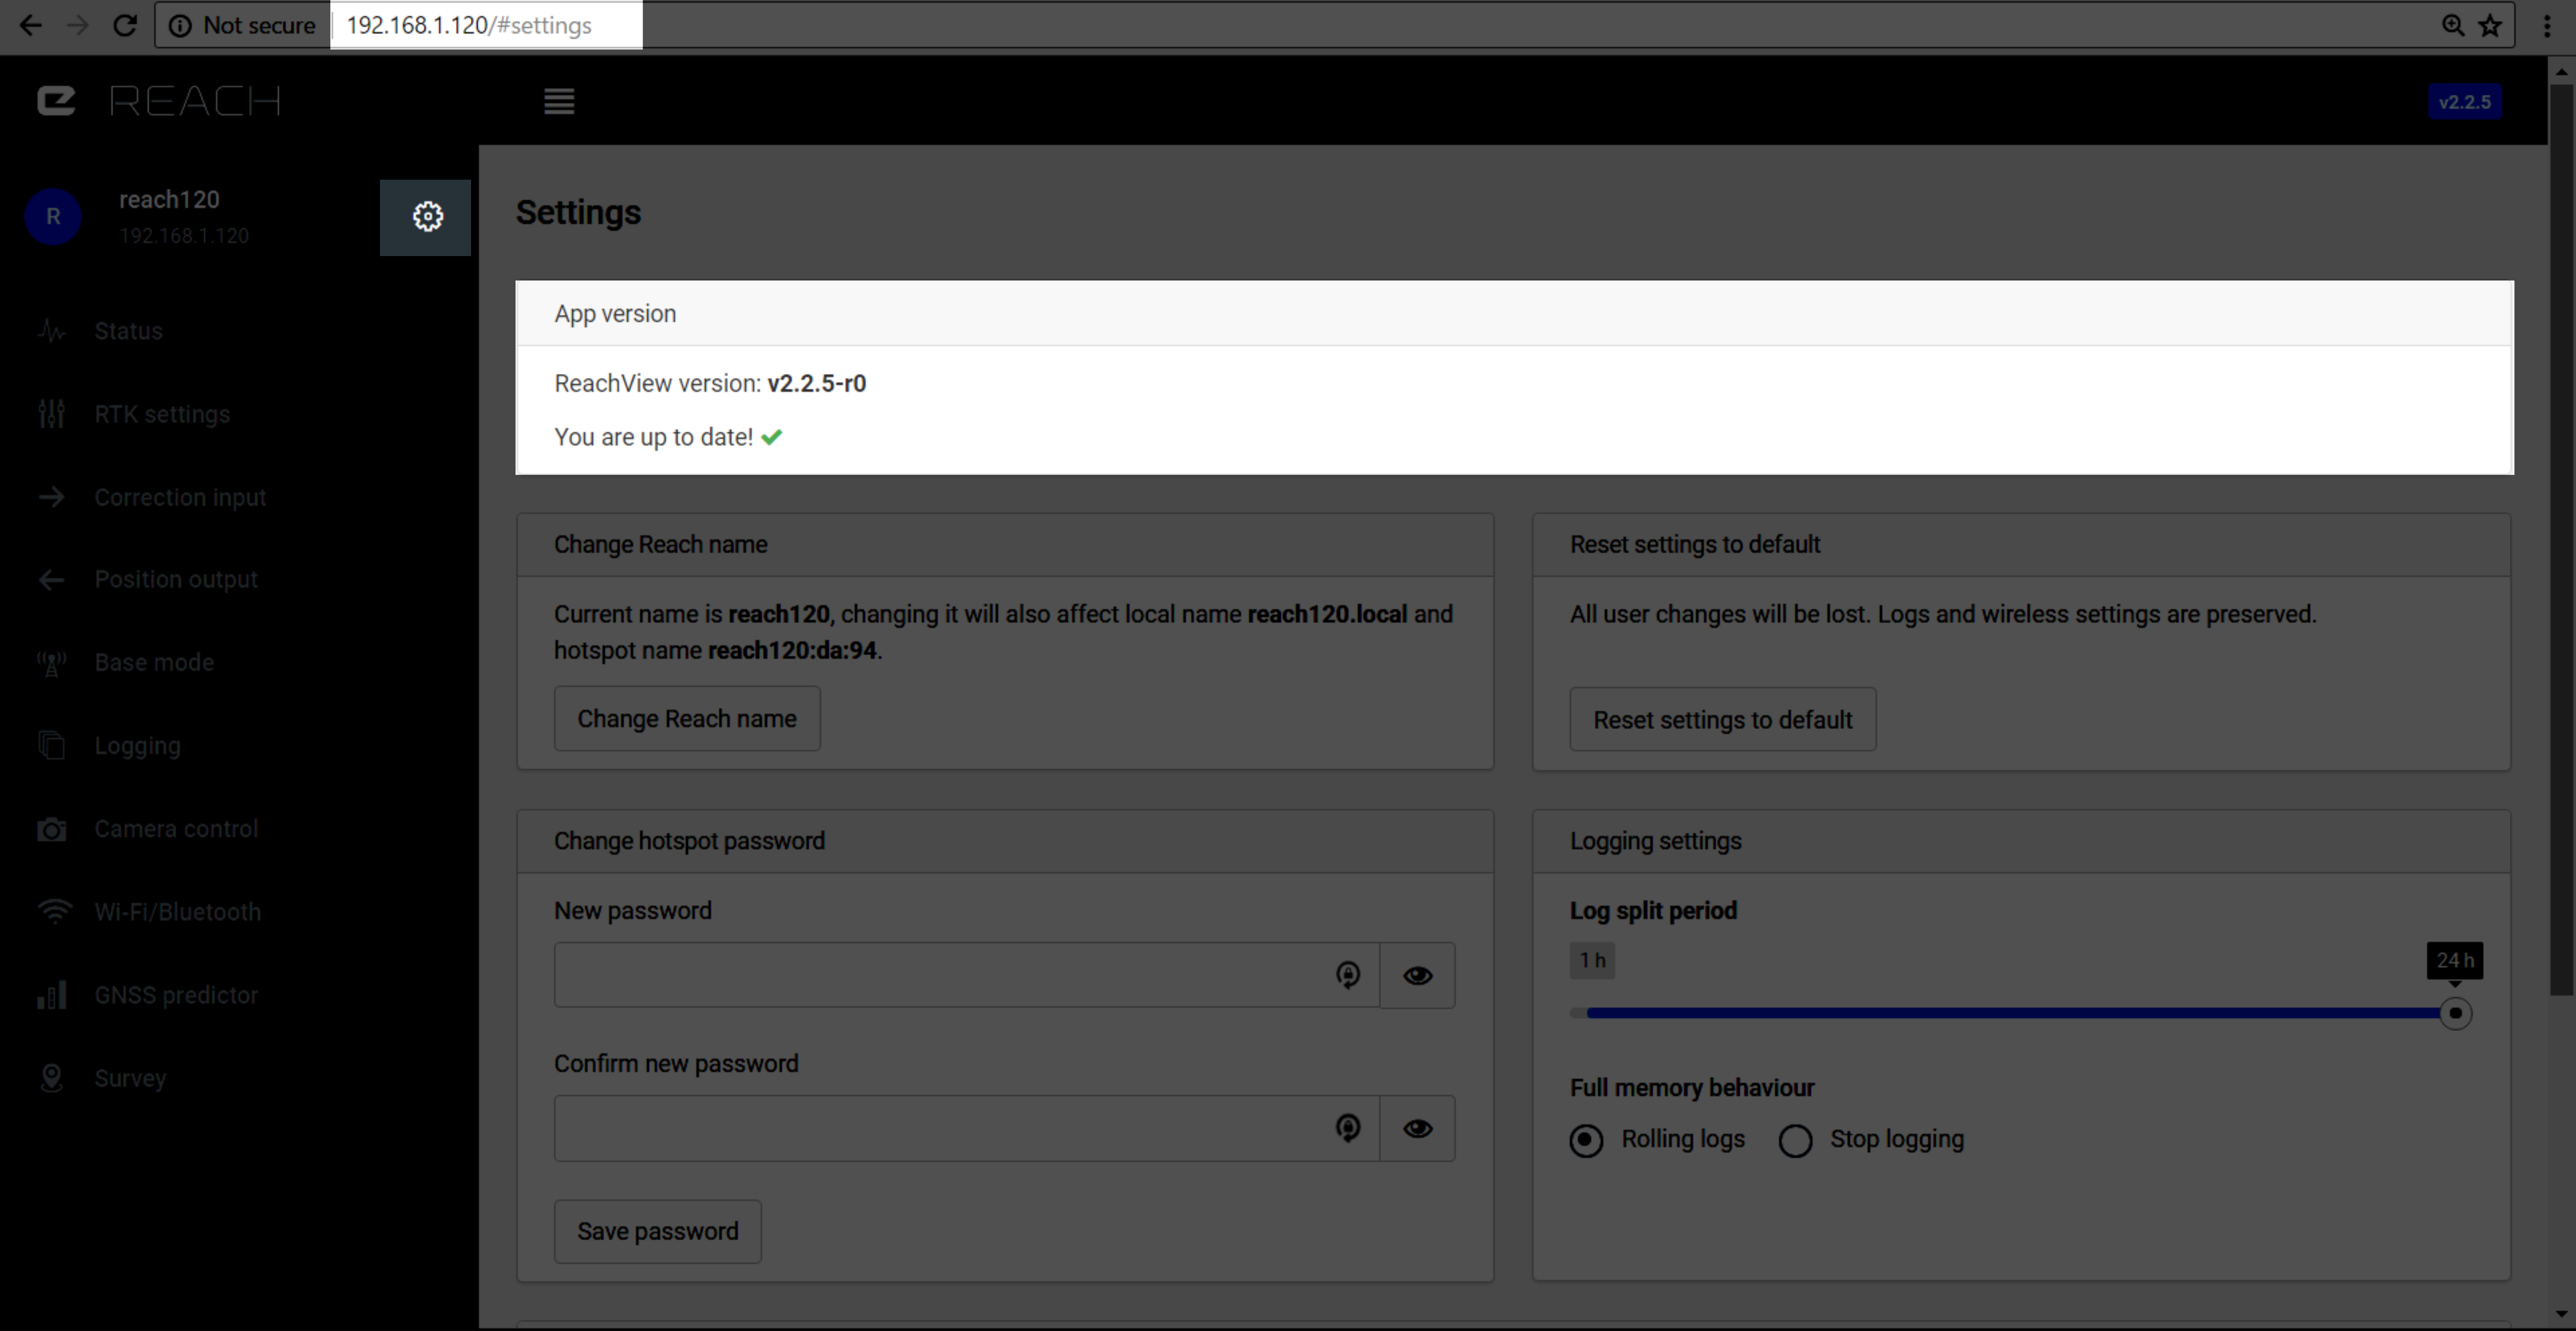 Not secure
192.168.1.120/#settings
REACH
v2.2.5
R
reach120
192.168.1.120
Status
RTK settings
Correction input
Position output
Base mode
Logging
Camera control
Wi-Fi/Bluetooth
GNSS predictor
Survey
Settings
App version
ReachView version: v2.2.5-r0
You are up to date!
Change Reach name
Current name is reach120, changing it will also affect local name reach120.local and
hotspot name reach120:da:94.
Change Reach name
Reset settings to default
All user changes will be lost. Logs and wireless settings are preserved.
Reset settings to default
Change hotspot password
New password
Confirm new password
Save password
Logging settings
Log split period
1 h
24 h
Full memory behaviour
Rolling logs
Stop logging